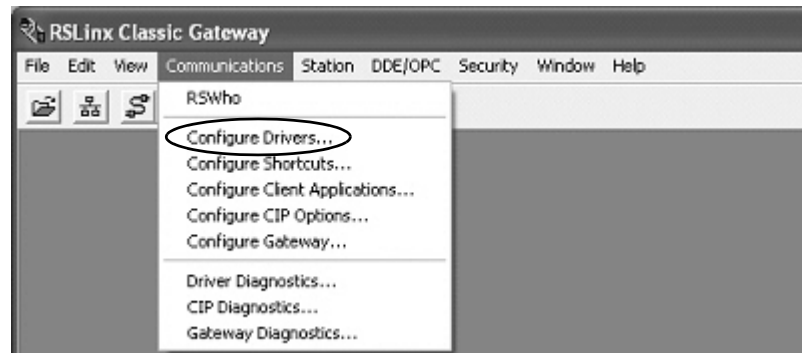 RSLinx Classic Gateway
File Edit View Communications Station DDE/OPC Security Window Help
RSWho
Configure Drivers...
Configure Shortcuts...
Configure Client Applications...
Configure CIP Options...
Configure Gateway...
Driver Diagnostics...
CIP Diagnostics...
Gateway Diagnostics...